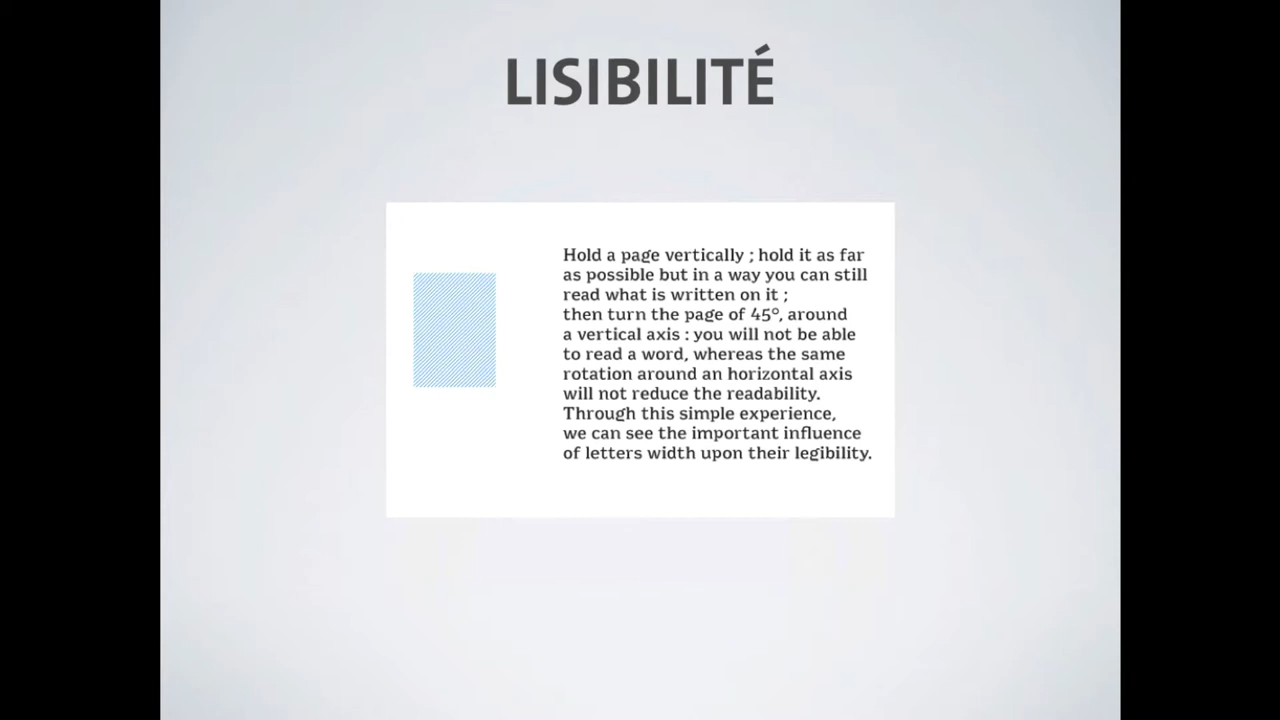 LISIBILITÉ
Hold a page vertically ; hold it as far
as possible but in a way you can still
read what is written on it ;
then turn the page of 45°, around
a vertical axis : you will not be able
to read a word, whereas the same
rotation around an horizontal axis
will not reduce the readability.
Through this simple experience,
we can see the important influence
of letters width upon their legibility.